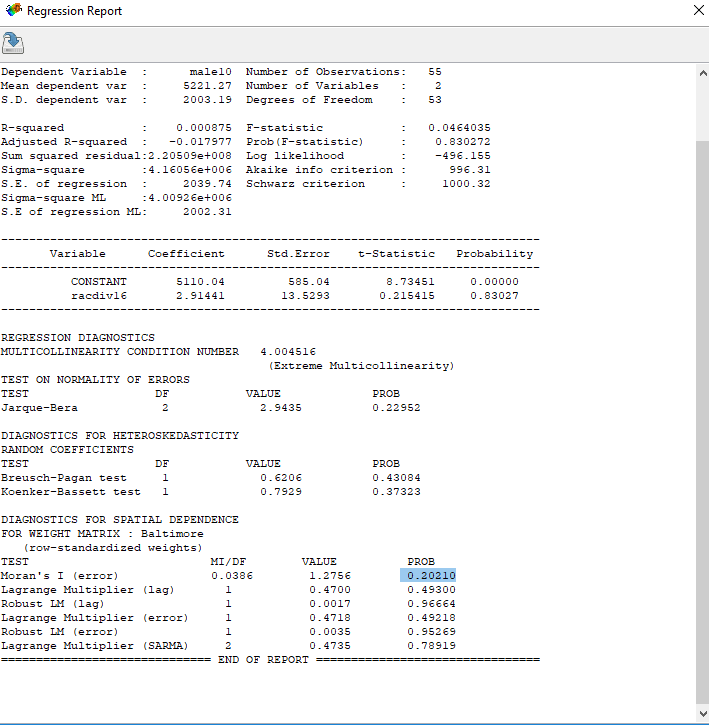 Regression Report
Dependent Variable  :      male10  Number of Observations:   55
Mean dependent var  :     5221.27  Number of Variables   :    2
S.D. dependent var  :     2003.19  Degrees of Freedom    :   53
R-squared           :    0.000875  F-statistic           :   0.0464035
Adjusted R-squared  :   -0.017977  Prob(F-statistic)     :    0.830272
Sum squared residual:2.20509e+008  Log likelihood        :    -496.155
Sigma-square        :4.16056e+006  Akaike info criterion :      996.31
S.E. of regression  :     2039.74  Schwarz criterion     :     1000.32
Sigma-square ML     :4.00926e+006
S.E of regression ML:     2002.31
-----------------------------------------------------------------------------
Variable      Coefficient      Std.Error    t-Statistic   Probability
-----------------------------------------------------------------------------
CONSTANT       5110.04         585.04       8.73451     0.00000
racdiv16       2.91441        13.5293      0.215415     0.83027
-----------------------------------------------------------------------------
REGRESSION DIAGNOSTICS
MULTICOLLINEARITY CONDITION NUMBER   4.004516
(Extreme Multicollinearity)
TEST ON NORMALITY OF ERRORS
TEST                  DF           VALUE             PROB
Jarque-Bera            2           2.9435            0.22952
DIAGNOSTICS FOR HETEROSKEDASTICITY
RANDOM COEFFICIENTS
TEST                  DF           VALUE             PROB
Breusch-Pagan test     1           0.6206            0.43084
Koenker-Bassett test   1           0.7929            0.37323
DIAGNOSTICS FOR SPATIAL DEPENDENCE
FOR WEIGHT MATRIX : Baltimore
(row-standardized weights)
TEST                          MI/DF        VALUE          PROB
Moran's I (error)             0.0386       1.2756        0.20210
Lagrange Multiplier (lag)       1          0.4700        0.49300
Robust LM (lag)                 1          0.0017        0.96664
Lagrange Multiplier (error)     1          0.4718        0.49218
Robust LM (error)               1          0.0035        0.95269
Lagrange Multiplier (SARMA)     2          0.4735        0.78919
============================== END OF REPORT ================================